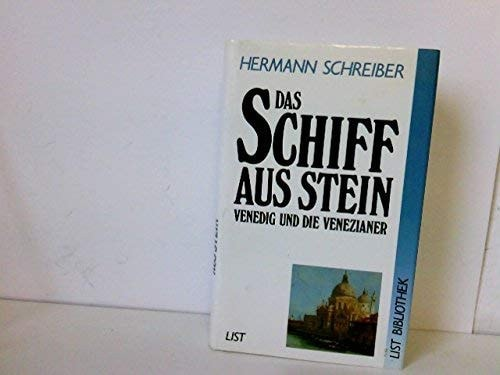 HERMANN SCHREIBER
DAS
SCHIFF
AUS STEIN
VENEDIG UND DIE VENEZIANER
LIST
LIST BIBLIOTHEK